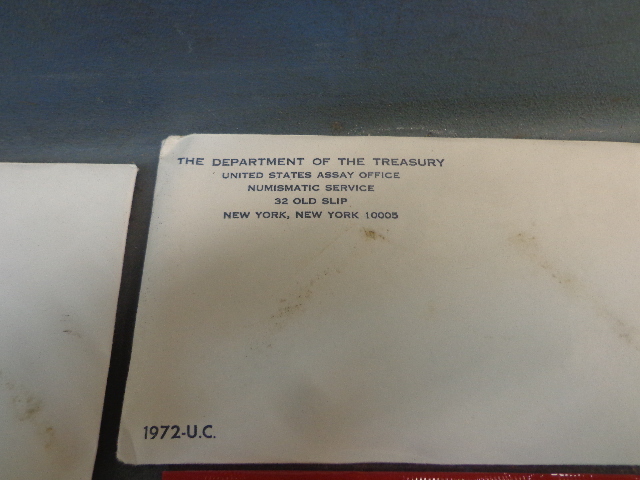 THE DEPARTMENT OF THE TREASURY
UNITED STATES ASSAY OFFICE
NUMISMATIC SERVICE
32 OLD SLIP
NEW YORK, NEW YORK 10005
1972-U.C.